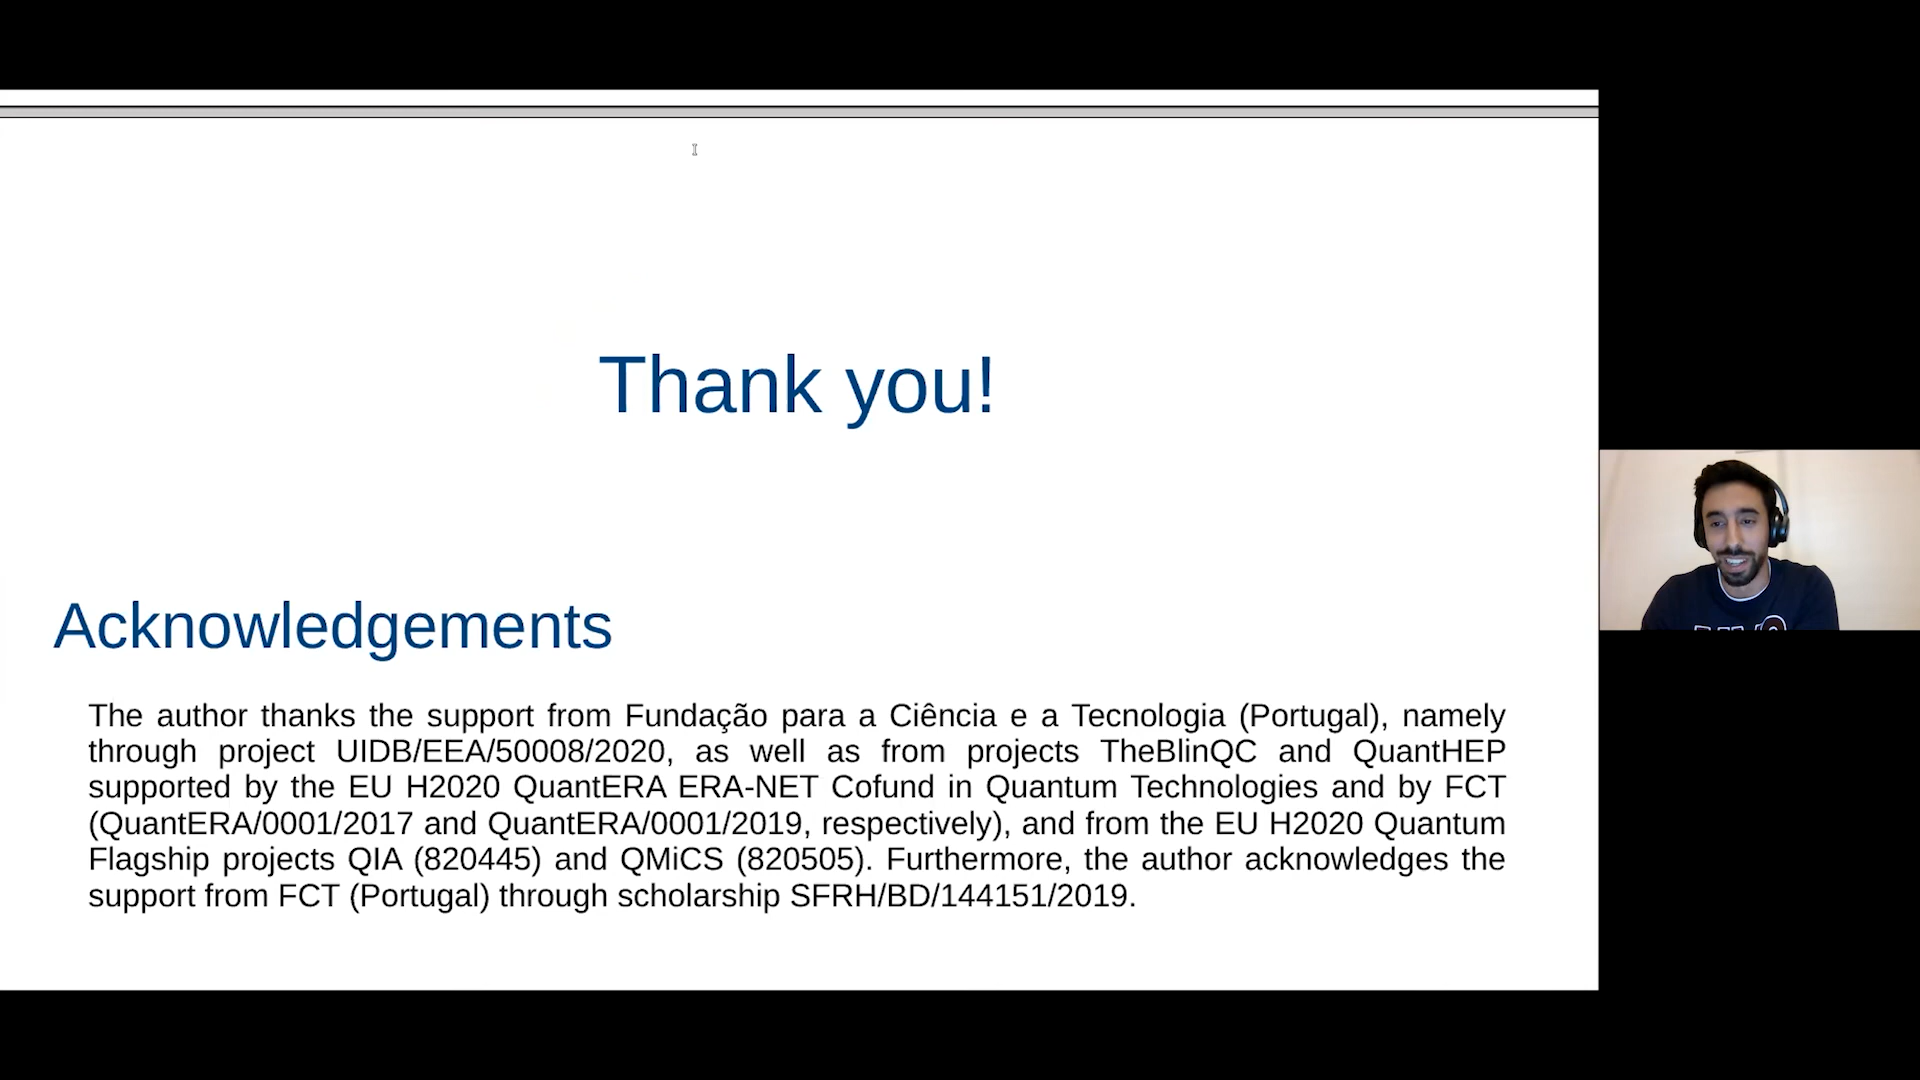 Thank you!
Acknowledgements
The author thanks the support from Fundação para a Ciência e a Tecnologia (Portugal), namely
through project UIDB/EEA/50008/2020, as well as from projects TheBlinQC and QuantHEP
supported by the EU H2020 QuantERA ERA-NET Cofund in Quantum Technologies and by FCT
(QuantERA/0001/2017 and QuantERA/0001/2019, respectively), and from the EU H2020 Quantum
Flagship projects QIA (820445) and QMiCS (820505). Furthermore, the author acknowledges the
support from FCT (Portugal) through scholarship SFRH/BD/144151/2019.